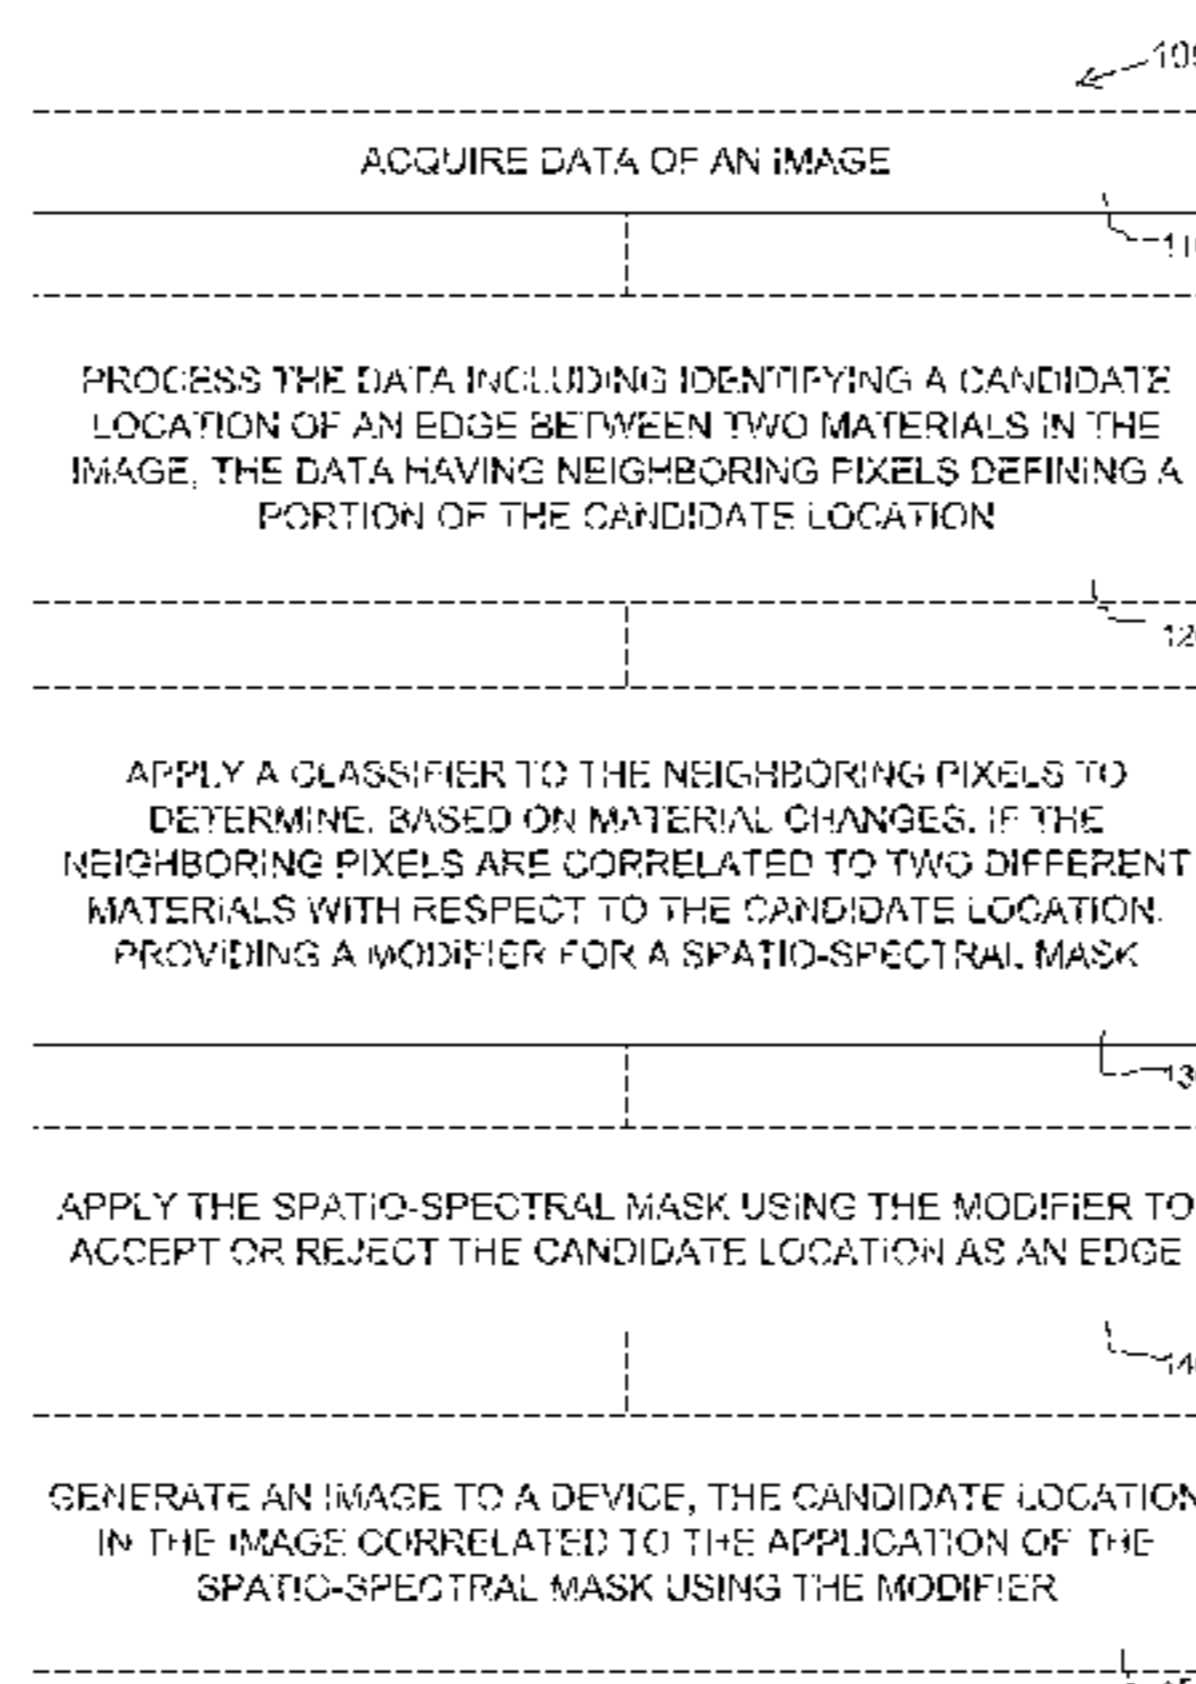 ACQUIRE DATA OF AN IMAGE
PROCESS THE DATA INCLUDING IDENTIFYING A CANDIDATE
LOCATION OF AN EDGE BETWEEN TWO MATERIALS IN THE
IMAGE, THE DATA HAVING NEIGHBORING PIXELS DEFINING A
PORTION OF THE CANDIDATE LOCATION
APPLY A CLASSIFIER TO THE NEIGHBORING PIXELS TO
DETERMINE, BASED ON MATERIAL CHANGES, IF THE
NEIGHBORING PIXELS ARE CORRELATED TO TWO DIFFERENT
MATERIALS WITH RESPECT TO THE CANDIDATE LOCATION,
PROVIDING A MODIFIER FOR A SPATIO-SPECTRAL MASK
APPLY THE SPATIO-SPECTRAL MASK USING THE MODIFIER TO
ACCEPT OR REJECT THE CANDIDATE LOCATION AS AN EDGE
GENERATE AN IMAGE TO A DEVICE, THE CANDIDATE LOCATION
IN THE IMAGE CORRELATED TO THE APPLICATION OF THE
SPATIO-SPECTRAL MASK USING THE MODIFIER